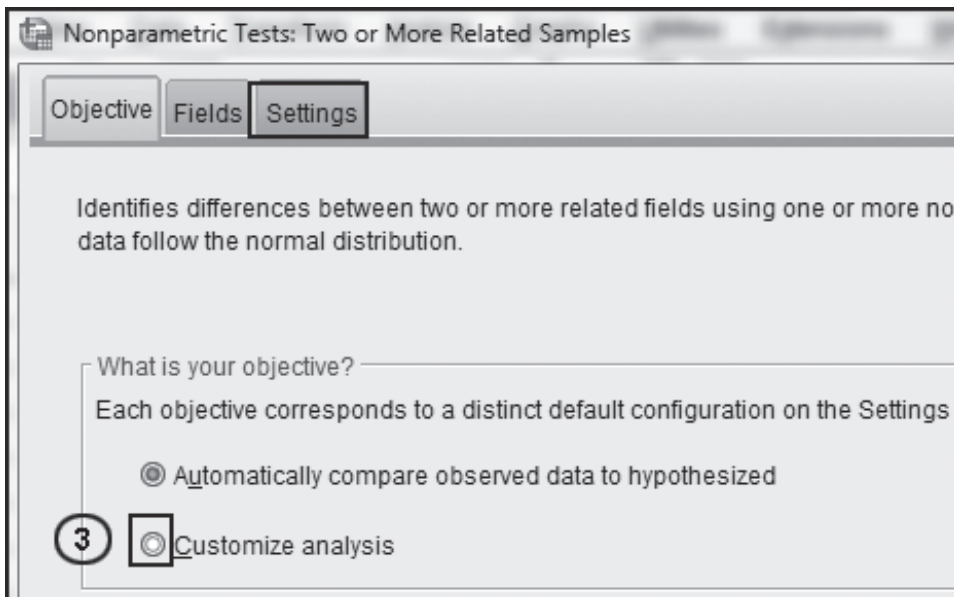 Nonparametric Tests: Two or More Related Samples
Objective Fields Settings
Identifies differences between two or more related fields using one or more no
data follow the normal distribution.
What is your objective?
Each objective corresponds to a distinct default configuration on the Settings
Automatically compare observed data to hypothesized
3 Customize analysis